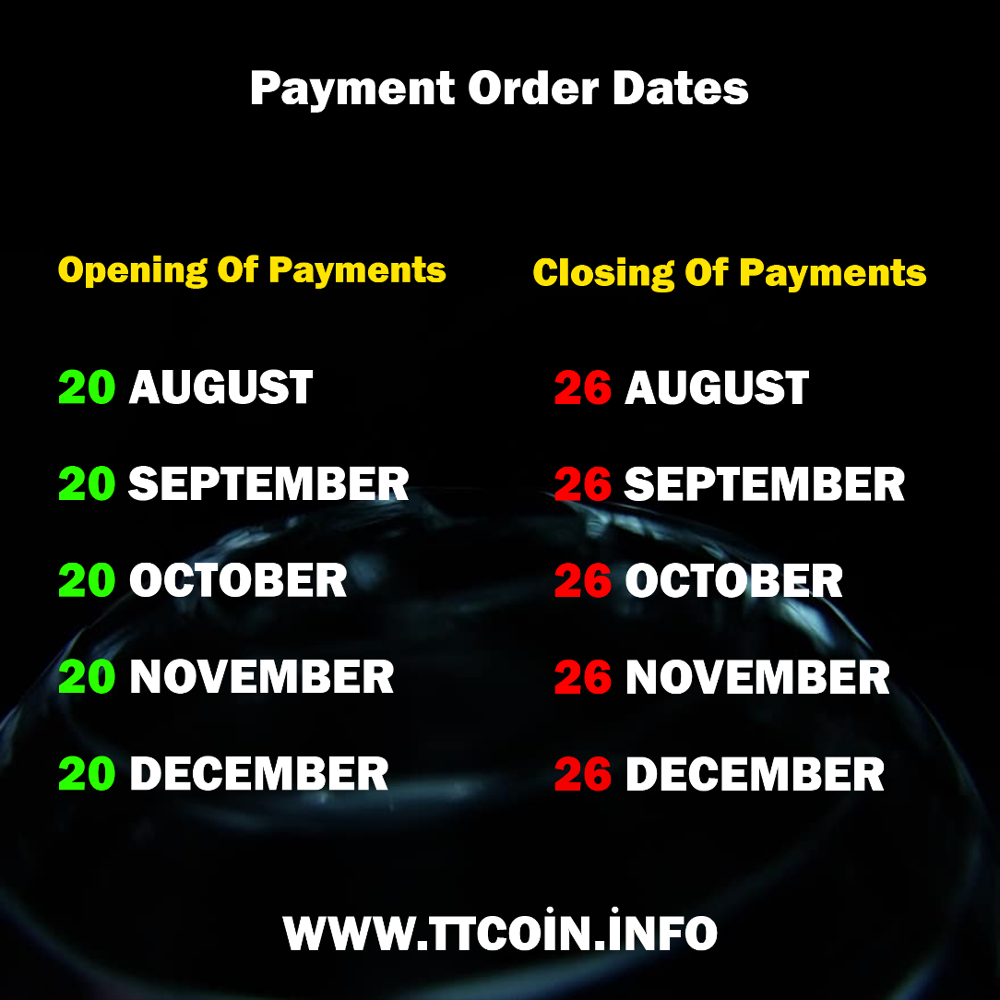 Payment Order Dates
Opening Of Payments
Closing Of Payments
20 AUGUST
26 AUGUST
20 SEPTEMBER
26 SEPTEMBER
20 OCTOBER
26 OCTOBER
20 NOVEMBER
26 NOVEMBER
20 DECEMBER
26 DECEMBER
WWW.TTCOİN.İNFO